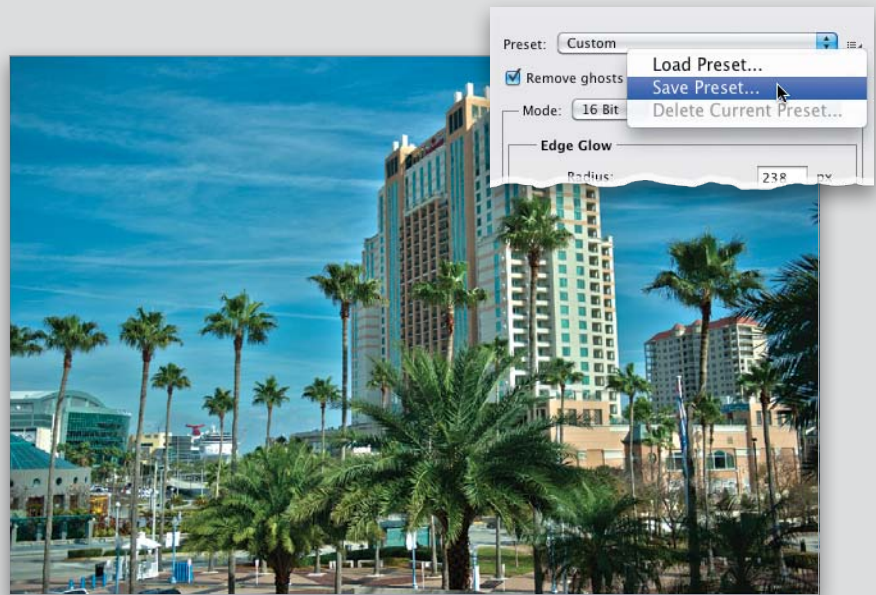 Preset: Custom
Load Preset...
Remove ghosts
Save Preset...
Mode: 16 Bit
Delete Current Preset...
Edge Glow
Radius: 238 px